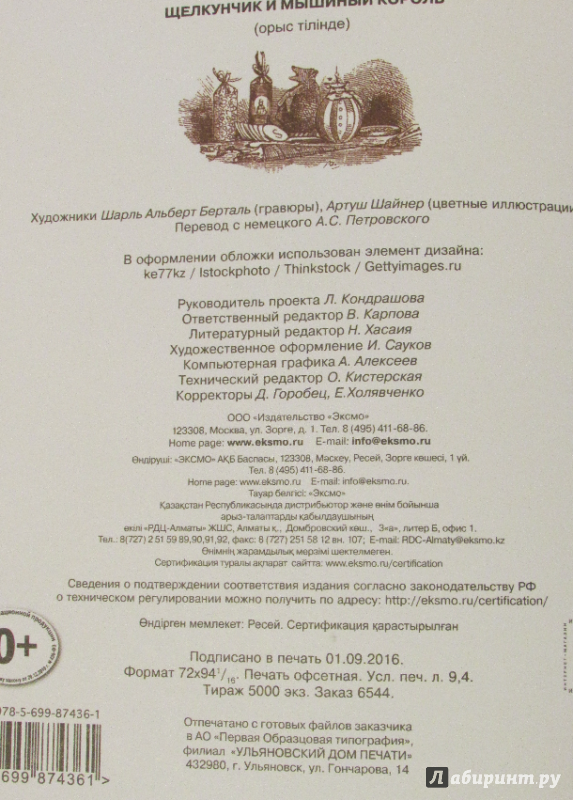 ЩЕЛКУНЧИК И МЫШИНЫЙ КОРОЛЬ
(орыс тілінде)
Художники Шарль Альберт Берталь (гравюры), Артуш Шайнер (цветные иллюстрации
Перевод с немецкого А.С. Петровского
В оформлении обложки использован элемент дизайна:
ke77kz / Istockphoto / Thinkstock / Gettyimages.ru
Руководитель проекта Л. Кондрашова
Ответственный редактор В. Карпова
Литературный редактор Н. Хасаия
Художественное оформление И. Сауков
Компьютерная графика А. Алексеев
Технический редактор О. Кистерская
Корректоры Д. Горобец, Е.Холявченко
ООО «Издательство «Эксмо»
123308, Москва, ул. Зорге, д. 1. Тел. 8 (495) 411-68-86.
Home page: www.eksmo.ru E-mail: info@eksmo.ru
Өндіруші: «ЭКСМО» АҚБ Баспасы, 123308, Мәскеу, Ресей, Зорге көшесі, 1 үй.
Тел. 8 (495) 411-68-86.
Home page: www.eksmo.ru E-mail: info@eksmo.ru.
Тауар белгісі: «Эксмо»
Қазақстан Республикасында дистрибьютор және өнім бойынша
арыз-талаптарды қабылдаушының
өкілі «РДЦ-Алматы» ЖШС, Алматы қ., Домбровский көш., 3«а», литер Б, офис 1.
Тел.: 8(727) 2 51 59 89,90,91,92, факс: 8 (727) 251 58 12 вн. 107; E-mail: RDC-Almaty@eksmo.kz
Өнімнің жарамдылық мерзімі шектелмеген.
Сертификация туралы ақпарат сайтта: www.eksmo.ru/certification
Сведения о подтверждении соответствия издания согласно законодательству РФ
о техническом регулировании можно получить по адресу: http://eksmo.ru/certification/
Өндірген мемлекет: Ресей. Сертификация қарастырылған
0+
Подписано в печать 01.09.2016.
Формат 72x94 1/16. Печать офсетная. Усл. печ. л. 9,4.
Тираж 5000 экз. Заказ 6544.
978-5-699-87436-1
Отпечатано с готовых файлов заказчика
в АО «Первая Образцовая типография»,
филиал «УЛЬЯНОВСКИЙ ДОМ ПЕЧАТИ»
432980, г. Ульяновск, ул. Гончарова, 14
699 874361 >
Лабиринт.ру